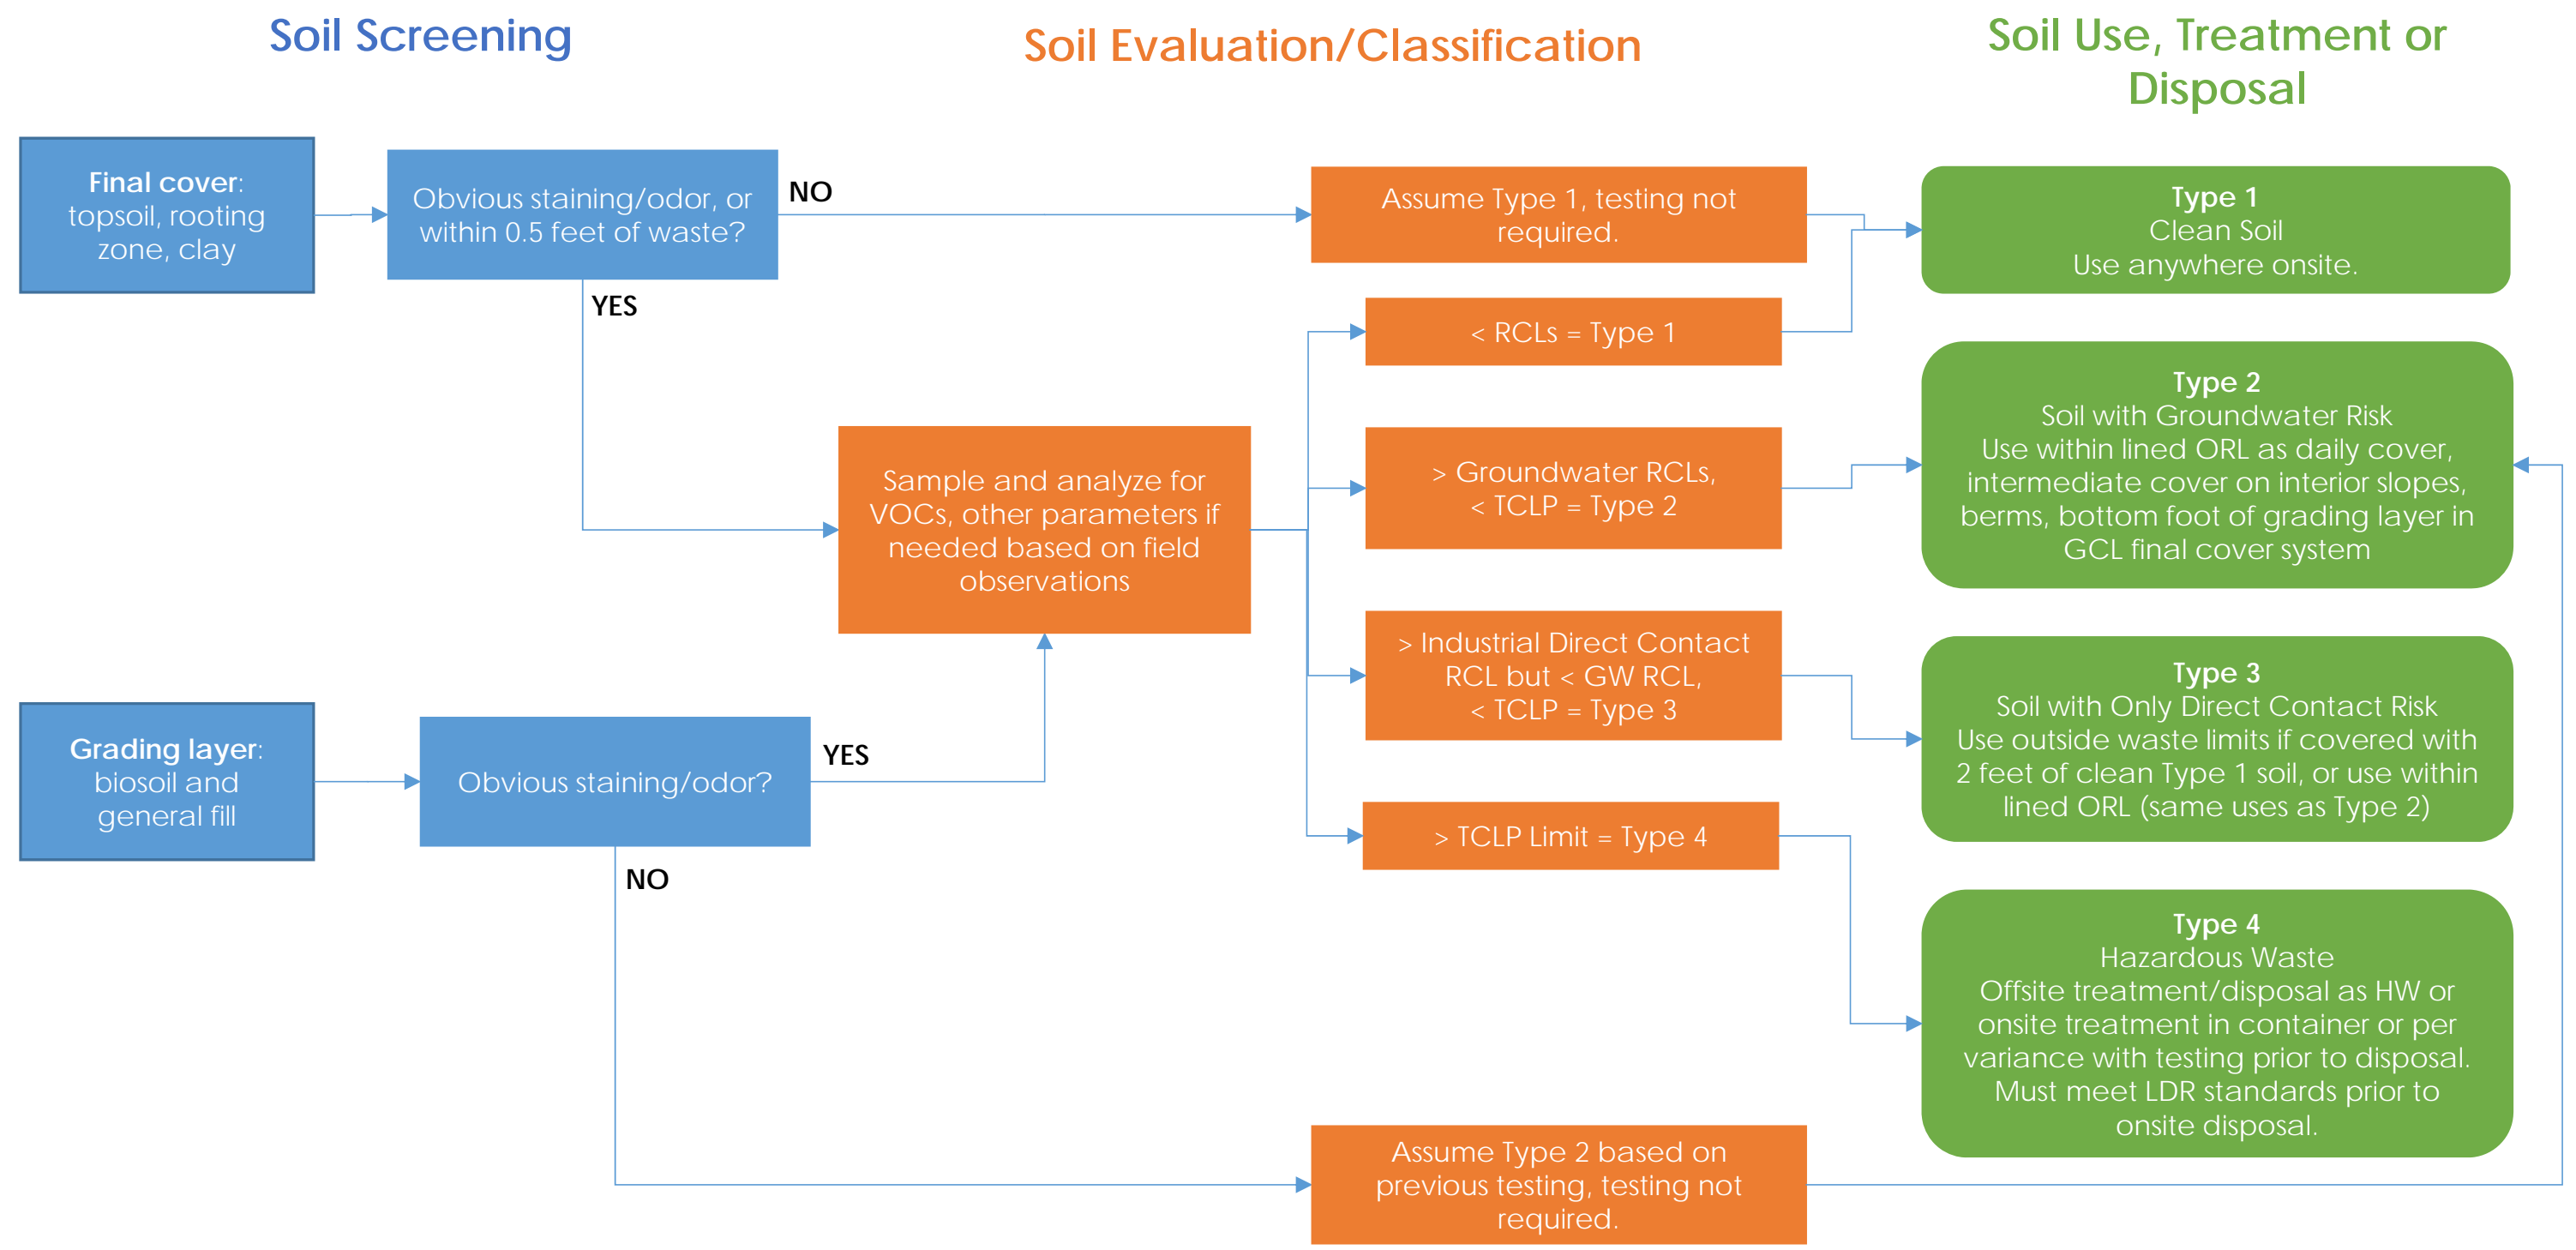 Soil Screening
Soil Evaluation/Classification
Soil Use, Treatment or
Disposal
Final cover:
topsoil, rooting
zone, clay
Obvious staining/odor, or
within 0.5 feet of waste?
NO
YES
Assume Type 1, testing not
required.
Type 1
Clean Soil
Use anywhere onsite.
< RCLs = Type 1
Sample and analyze for
VOCs, other parameters if
needed based on field
observations
> Groundwater RCLs,
< TCLP = Type 2
Type 2
Soil with Groundwater Risk
Use within lined ORL as daily cover,
intermediate cover on interior slopes,
berms, bottom foot of grading layer in
GCL final cover system
> Industrial Direct Contact
RCL but < GW RCL,
< TCLP = Type 3
Type 3
Soil with Only Direct Contact Risk
Use outside waste limits if covered with
2 feet of clean Type 1 soil, or use within
lined ORL (same uses as Type 2)
Grading layer:
biosoil and
general fill
Obvious staining/odor?
YES
NO
> TCLP Limit = Type 4
Type 4
Hazardous Waste
Offsite treatment/disposal as HW or
onsite treatment in container or per
variance with testing prior to disposal.
Must meet LDR standards prior to
onsite disposal.
Assume Type 2 based on
previous testing, testing not
required.